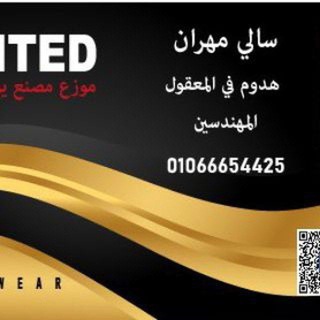 سالي مهران
هدوم في المعقول
المهندسين
01066654425
ITED
موزع مصنع
WEAR